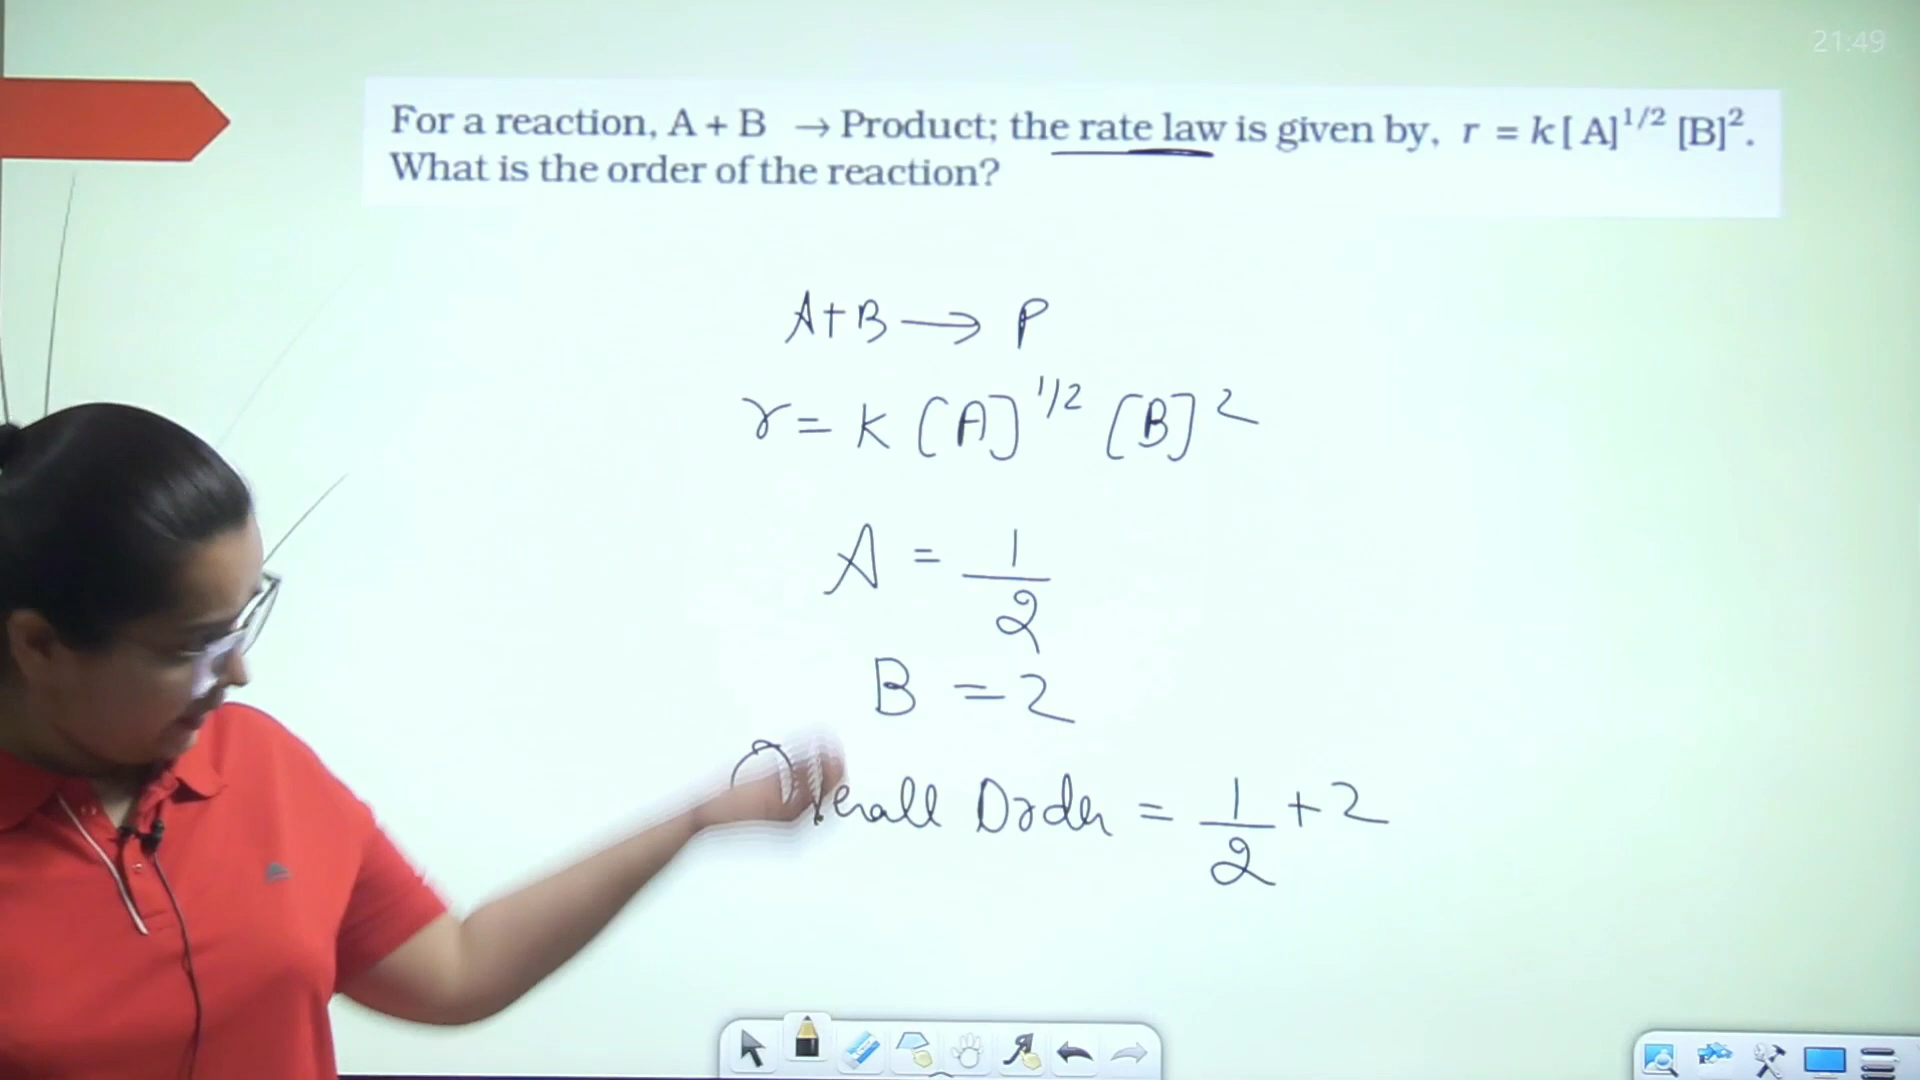 21:49
For a reaction, A + B → Product; the rate law is given by, r = k[A]^1/2 [B]^2.
What is the order of the reaction?
A+B → P
r = K [A]^1/2 [B]^2
A = 1/2
B = 2
Overall Order = 1/2 + 2